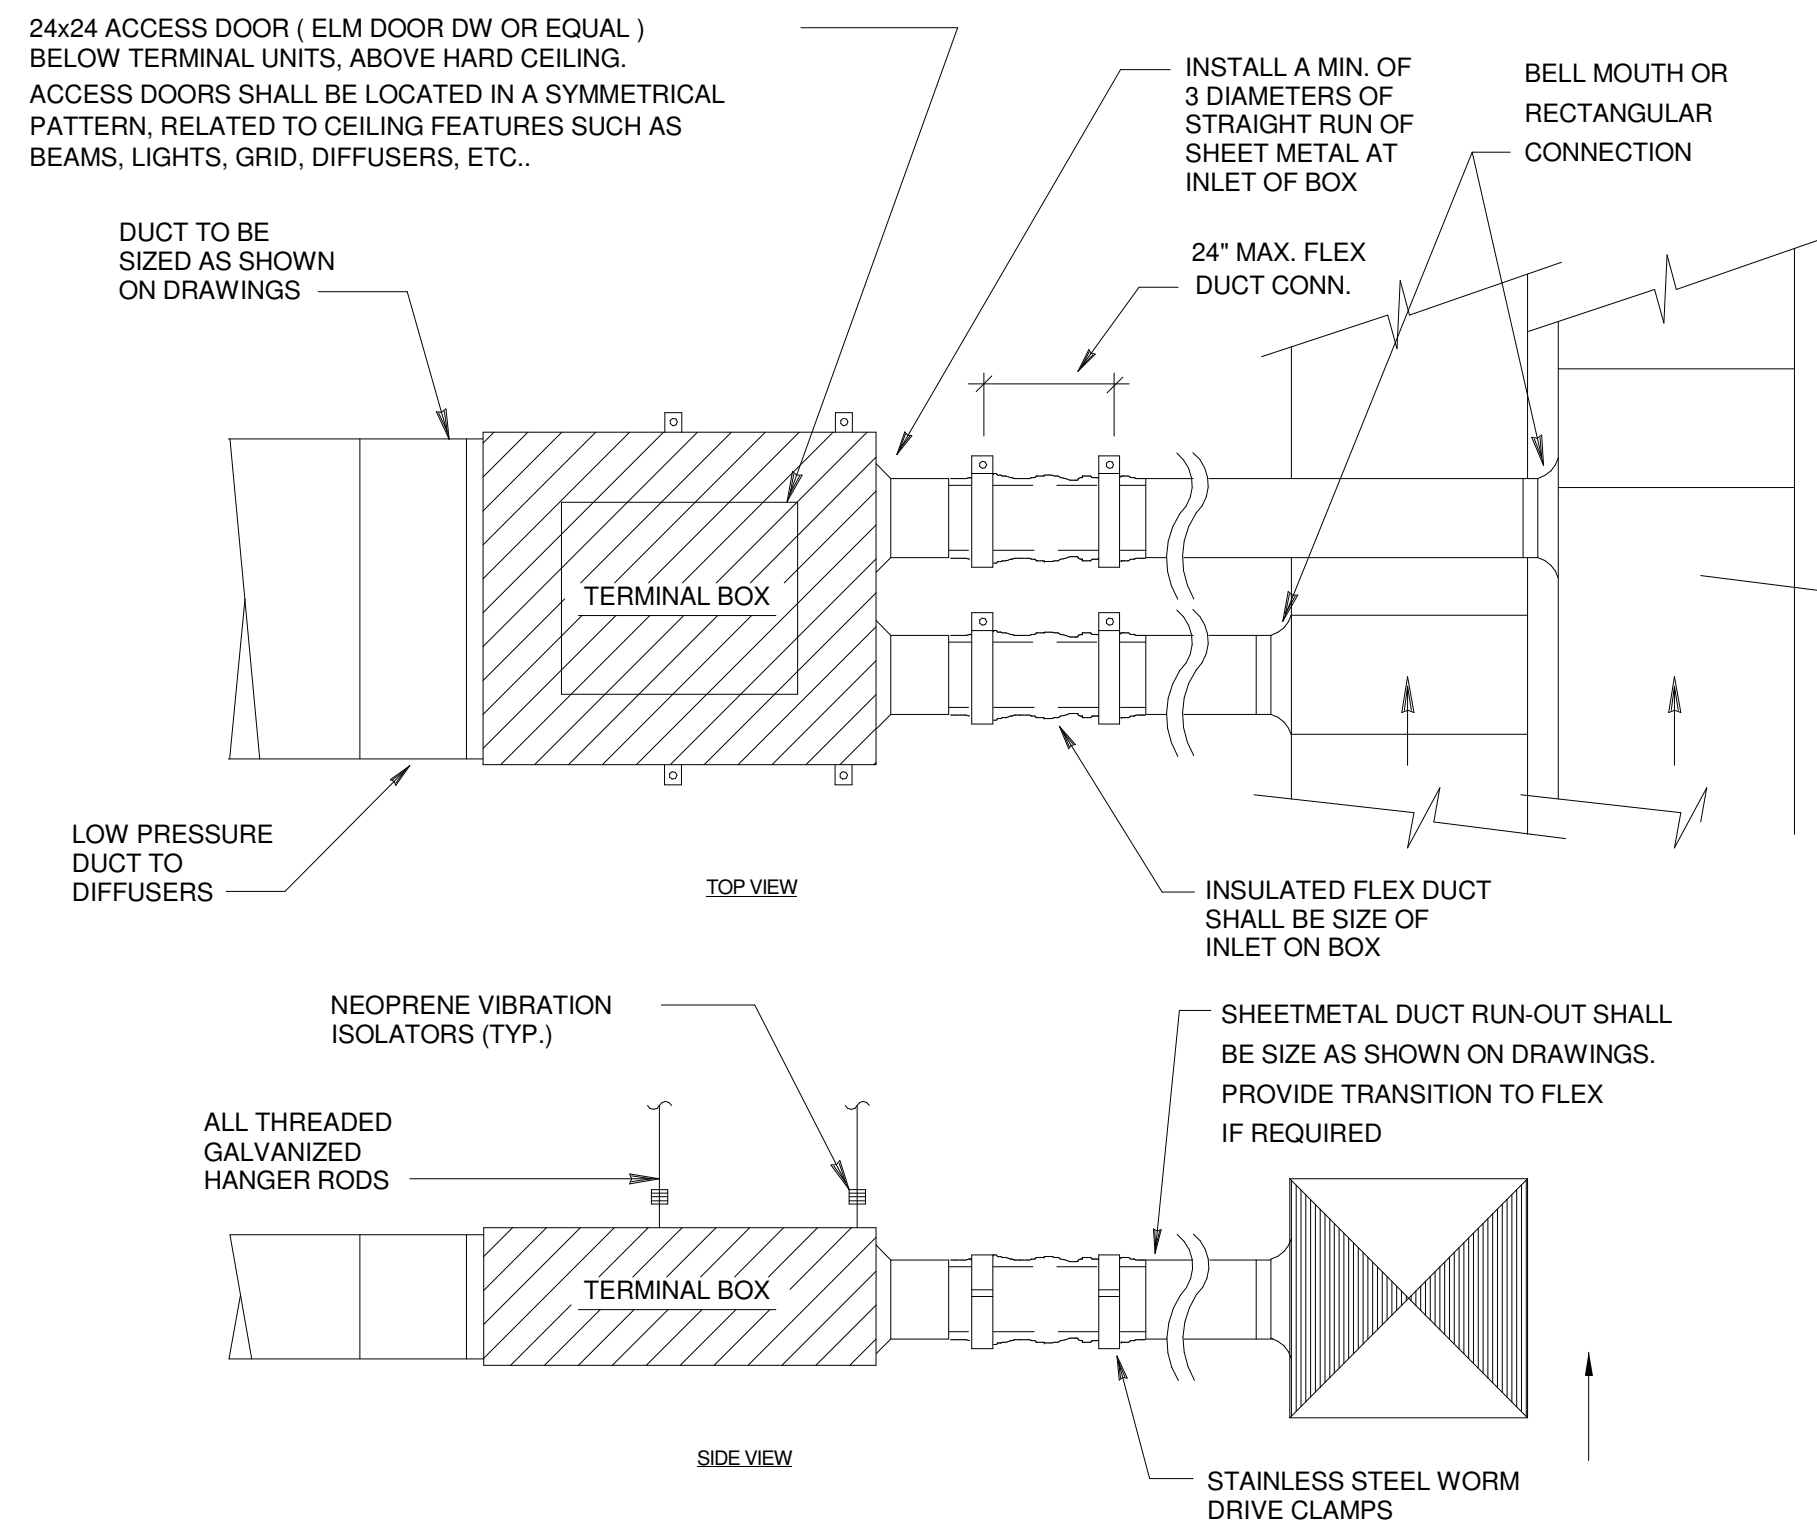 24x24 ACCESS DOOR ( ELM DOOR DW OR EQUAL )
BELOW TERMINAL UNITS, ABOVE HARD CEILING.
ACCESS DOORS SHALL BE LOCATED IN A SYMMETRICAL
PATTERN, RELATED TO CEILING FEATURES SUCH AS
BEAMS, LIGHTS, GRID, DIFFUSERS, ETC..
INSTALL A MIN. OF
3 DIAMETERS OF
STRAIGHT RUN OF
SHEET METAL AT
INLET OF BOX
BELL MOUTH OR
RECTANGULAR
CONNECTION
DUCT TO BE
SIZED AS SHOWN
ON DRAWINGS
24" MAX. FLEX
DUCT CONN.
TERMINAL BOX
LOW PRESSURE
DUCT TO
DIFFUSERS
TOP VIEW
INSULATED FLEX DUCT
SHALL BE SIZE OF
INLET ON BOX
NEOPRENE VIBRATION
ISOLATORS (TYP.)
SHEETMETAL DUCT RUN-OUT SHALL
BE SIZE AS SHOWN ON DRAWINGS.
PROVIDE TRANSITION TO FLEX
IF REQUIRED
ALL THREADED
GALVANIZED
HANGER RODS
TERMINAL BOX
SIDE VIEW
STAINLESS STEEL WORM
DRIVE CLAMPS